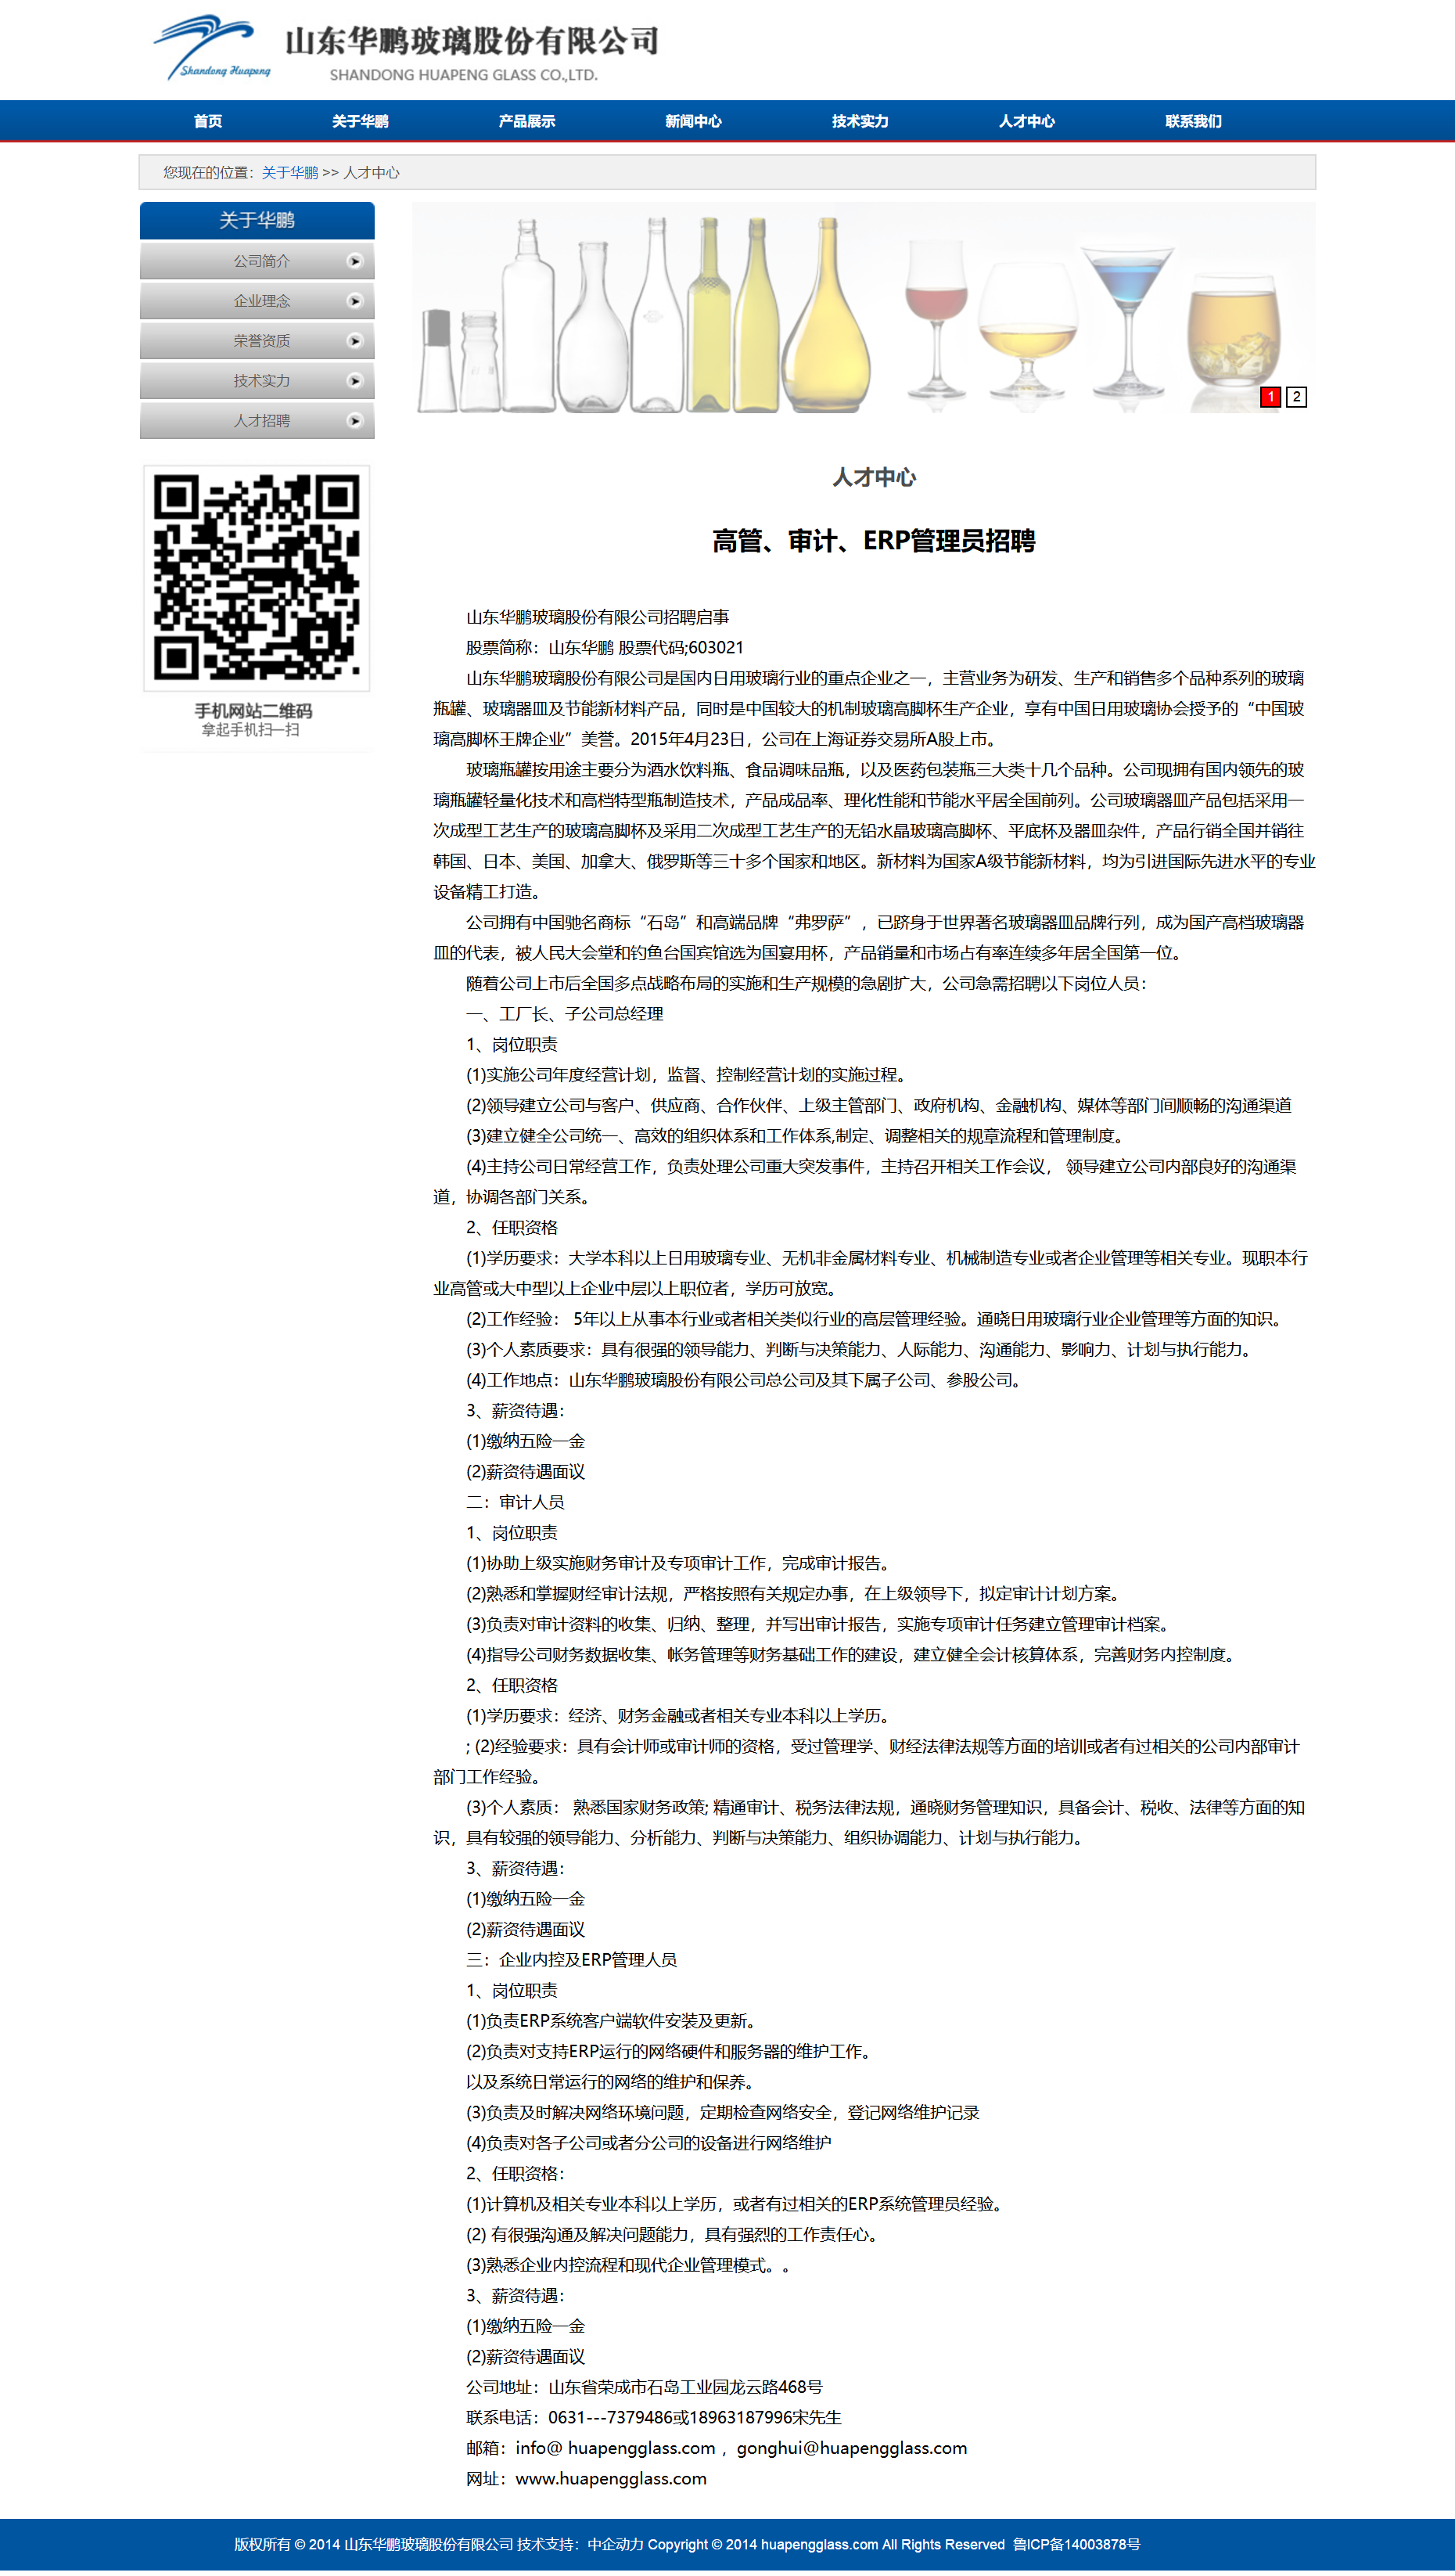 Shandong Huapeng
山东华鹏玻璃股份有限公司
SHANDONG HUAPENG GLASS CO.,LTD.
首页 关于华鹏 产品展示 新闻中心 技术实力 人才中心 联系我们
您现在的位置：关于华鹏 >> 人才中心
关于华鹏
公司简介
企业理念
荣誉资质
技术实力
人才招聘
1 2
手机网站二维码
拿起手机扫一扫
人才中心
高管、审计、ERP管理员招聘
山东华鹏玻璃股份有限公司招聘启事
股票简称：山东华鹏 股票代码;603021
山东华鹏玻璃股份有限公司是国内日用玻璃行业的重点企业之一，主营业务为研发、生产和销售多个品种系列的玻璃
瓶罐、玻璃器皿及节能新材料产品，同时是中国较大的机制玻璃高脚杯生产企业，享有中国日用玻璃协会授予的“中国玻
璃高脚杯王牌企业”美誉。2015年4月23日，公司在上海证券交易所A股上市。
玻璃瓶罐按用途主要分为酒水饮料瓶、食品调味品瓶，以及医药包装瓶三大类十几个品种。公司现拥有国内领先的玻
璃瓶罐轻量化技术和高档特型瓶制造技术，产品成品率、理化性能和节能水平居全国前列。公司玻璃器皿产品包括采用一
次成型工艺生产的玻璃高脚杯及采用二次成型工艺生产的无铅水晶玻璃高脚杯、平底杯及器皿杂件，产品行销全国并销往
韩国、日本、美国、加拿大、俄罗斯等三十多个国家和地区。新材料为国家A级节能新材料，均为引进国际先进水平的专业
设备精工打造。
公司拥有中国驰名商标“石岛”和高端品牌“弗罗萨”，已跻身于世界著名玻璃器皿品牌行列，成为国产高档玻璃器
皿的代表，被人民大会堂和钓鱼台国宾馆选为国宴用杯，产品销量和市场占有率连续多年居全国第一位。
随着公司上市后全国多点战略布局的实施和生产规模的急剧扩大，公司急需招聘以下岗位人员：
一、工厂长、子公司总经理
1、岗位职责
(1)实施公司年度经营计划，监督、控制经营计划的实施过程。
(2)领导建立公司与客户、供应商、合作伙伴、上级主管部门、政府机构、金融机构、媒体等部门间顺畅的沟通渠道
(3)建立健全公司统一、高效的组织体系和工作体系,制定、调整相关的规章流程和管理制度。
(4)主持公司日常经营工作，负责处理公司重大突发事件，主持召开相关工作会议， 领导建立公司内部良好的沟通渠
道，协调各部门关系。
2、任职资格
(1)学历要求：大学本科以上日用玻璃专业、无机非金属材料专业、机械制造专业或者企业管理等相关专业。现职本行
业高管或大中型以上企业中层以上职位者，学历可放宽。
(2)工作经验： 5年以上从事本行业或者相关类似行业的高层管理经验。通晓日用玻璃行业企业管理等方面的知识。
(3)个人素质要求：具有很强的领导能力、判断与决策能力、人际能力、沟通能力、影响力、计划与执行能力。
(4)工作地点：山东华鹏玻璃股份有限公司总公司及其下属子公司、参股公司。
3、薪资待遇：
(1)缴纳五险一金
(2)薪资待遇面议
二：审计人员
1、岗位职责
(1)协助上级实施财务审计及专项审计工作，完成审计报告。
(2)熟悉和掌握财经审计法规，严格按照有关规定办事，在上级领导下，拟定审计计划方案。
(3)负责对审计资料的收集、归纳、整理，并写出审计报告，实施专项审计任务建立管理审计档案。
(4)指导公司财务数据收集、帐务管理等财务基础工作的建设，建立健全会计核算体系，完善财务内控制度。
2、任职资格
(1)学历要求：经济、财务金融或者相关专业本科以上学历。
; (2)经验要求：具有会计师或审计师的资格，受过管理学、财经法律法规等方面的培训或者有过相关的公司内部审计
部门工作经验。
(3)个人素质： 熟悉国家财务政策; 精通审计、税务法律法规，通晓财务管理知识，具备会计、税收、法律等方面的知
识，具有较强的领导能力、分析能力、判断与决策能力、组织协调能力、计划与执行能力。
3、薪资待遇：
(1)缴纳五险一金
(2)薪资待遇面议
三：企业内控及ERP管理人员
1、岗位职责
(1)负责ERP系统客户端软件安装及更新。
(2)负责对支持ERP运行的网络硬件和服务器的维护工作。
以及系统日常运行的网络的维护和保养。
(3)负责及时解决网络环境问题，定期检查网络安全，登记网络维护记录
(4)负责对各子公司或者分公司的设备进行网络维护
2、任职资格：
(1)计算机及相关专业本科以上学历，或者有过相关的ERP系统管理员经验。
(2) 有很强沟通及解决问题能力，具有强烈的工作责任心。
(3)熟悉企业内控流程和现代企业管理模式。。
3、薪资待遇：
(1)缴纳五险一金
(2)薪资待遇面议
公司地址：山东省荣成市石岛工业园龙云路468号
联系电话：0631---7379486或18963187996宋先生
邮箱：info@ huapengglass.com ，gonghui@huapengglass.com
网址：www.huapengglass.com
版权所有 © 2014 山东华鹏玻璃股份有限公司 技术支持：中企动力 Copyright © 2014 huapengglass.com All Rights Reserved 鲁ICP备14003878号